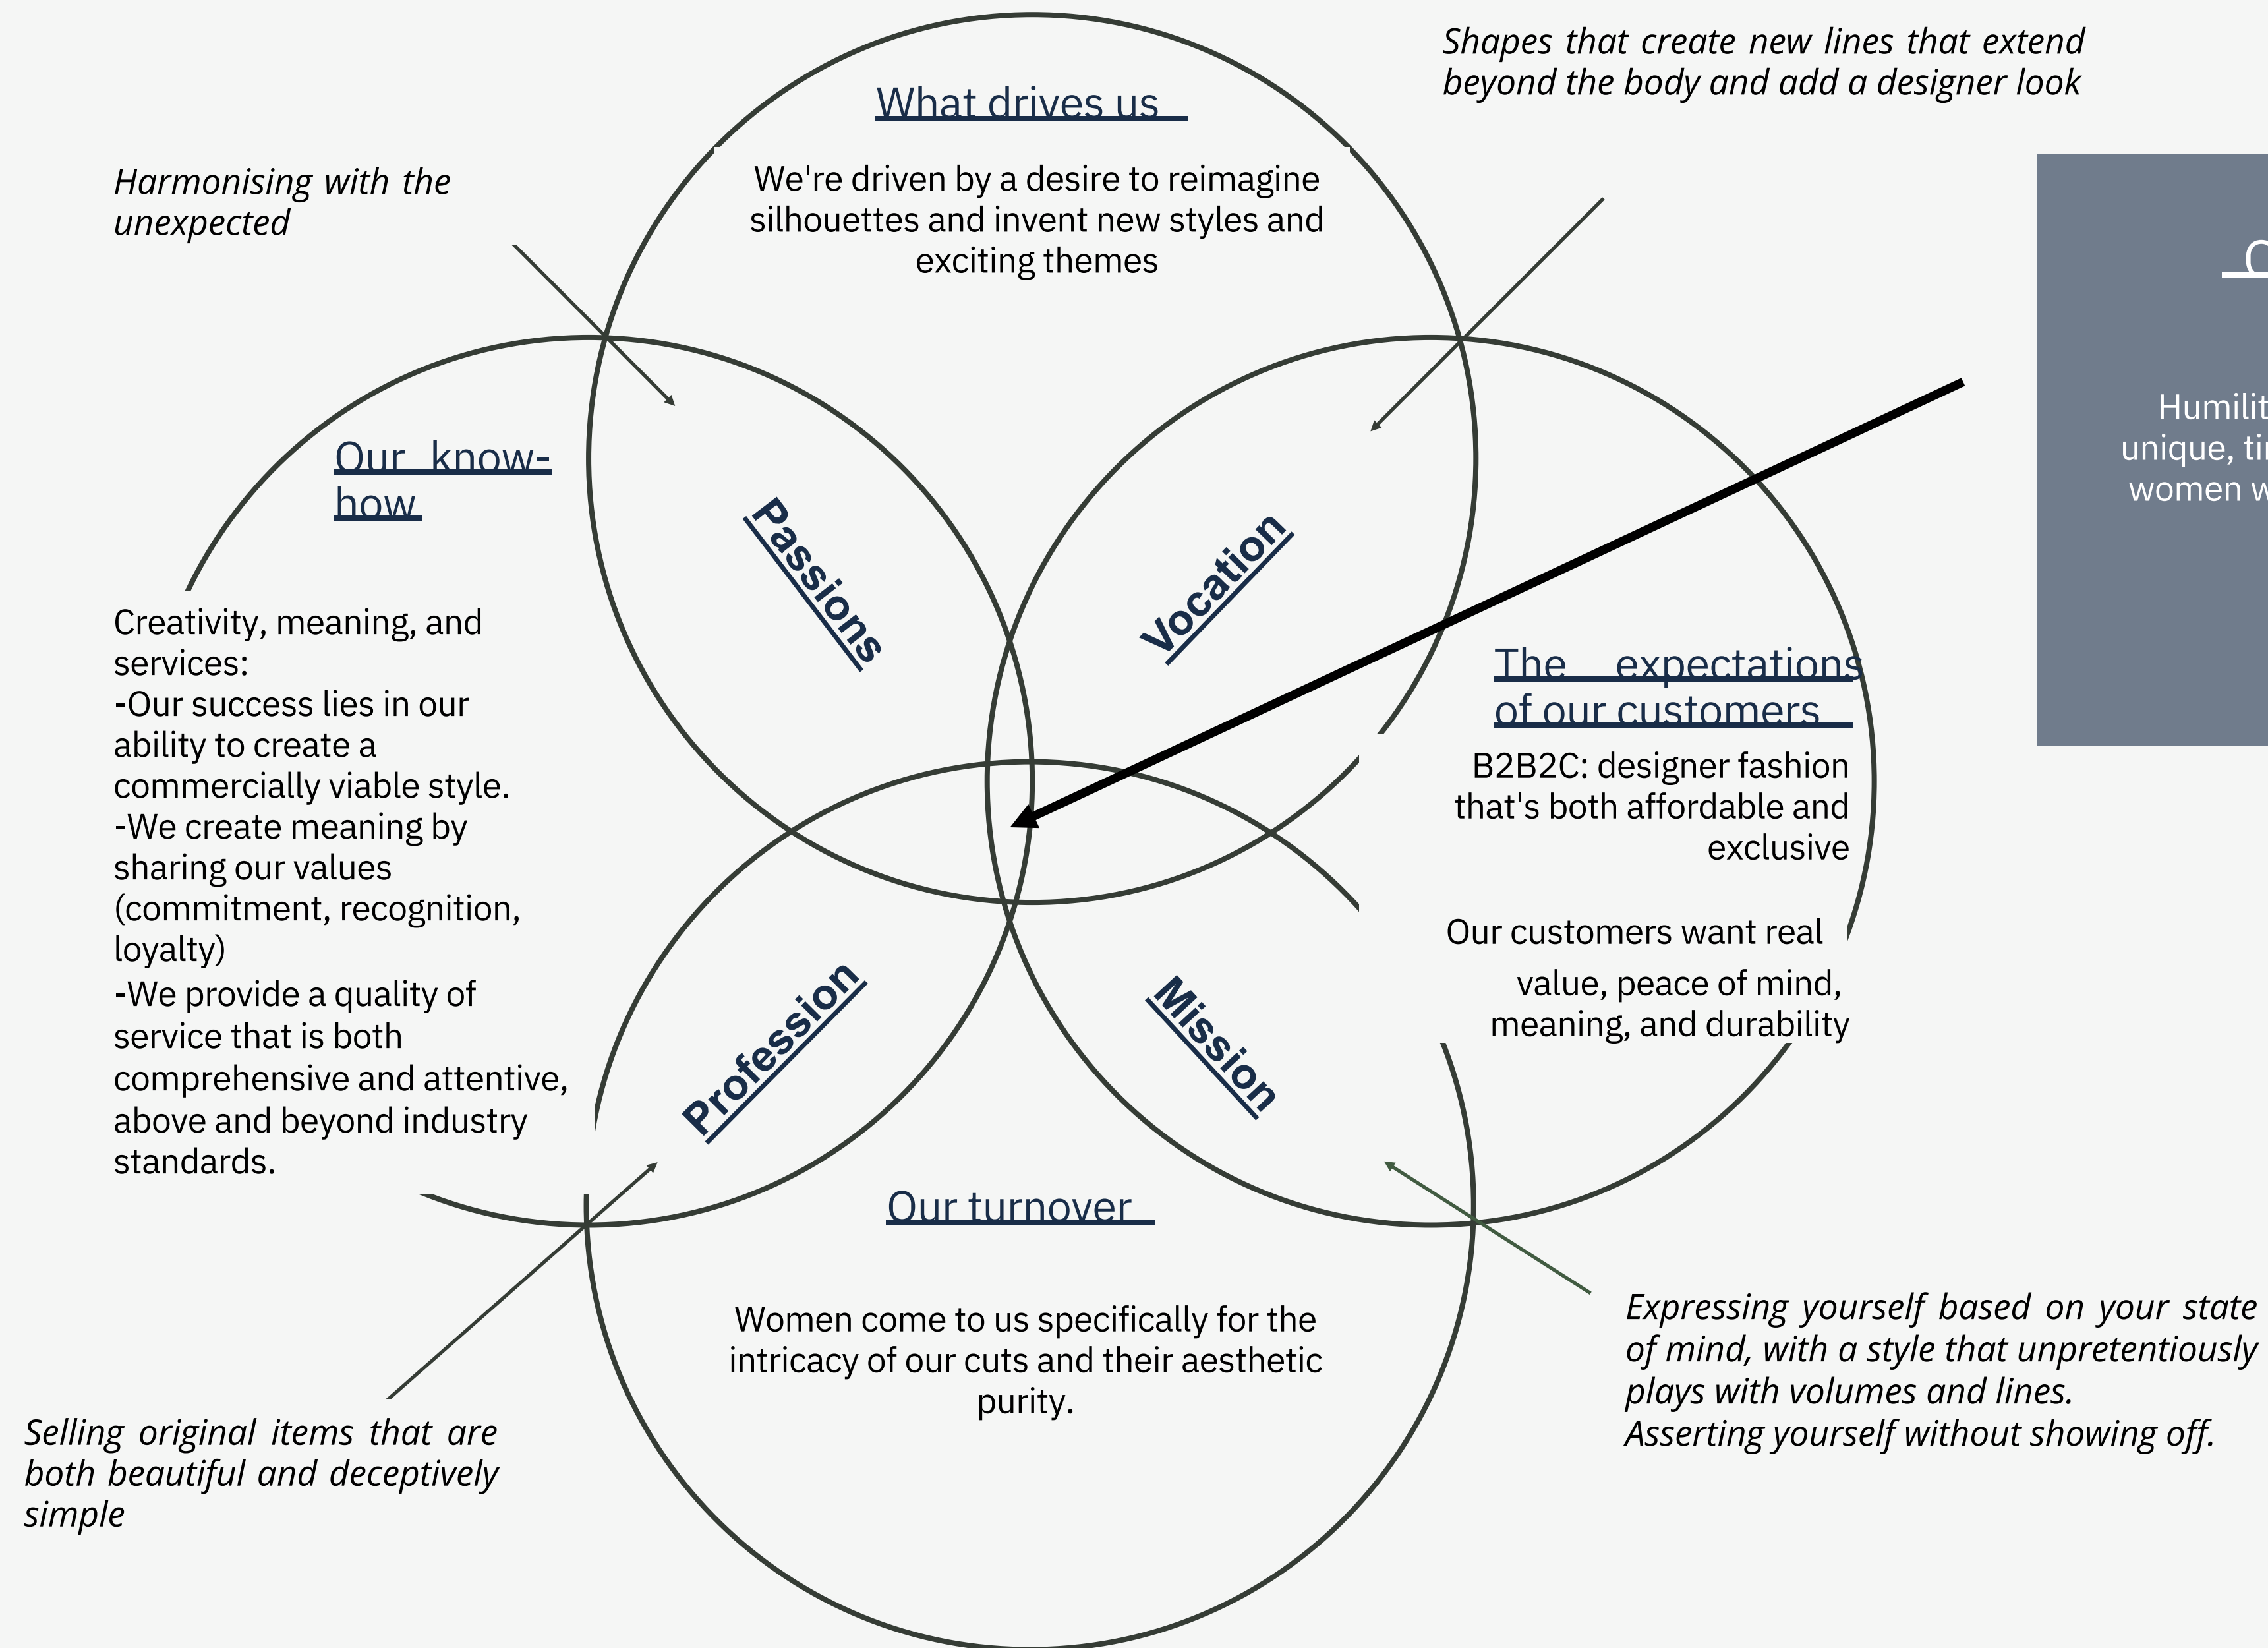 Shapes that create new lines that extend
beyond the body and add a designer look
What drives us
We're driven by a desire to reimagine
silhouettes and invent new styles and
exciting themes
Harmonising with the
unexpected
unique,
women
Our know-
how
Passions
Vocation
Creativity, meaning, and
services:
-Our success lies in our
ability to create a
commercially viable style.
-We create meaning by
sharing our values
(commitment, recognition,
loyalty)
-We provide a quality of
service that is both
comprehensive and attentive,
above and beyond industry
standards.
The expectations
of our customers
B2B2C: designer fashion
that's both affordable and
exclusive
Our customers want real
value, peace of mind,
meaning, and durability
Profession
Mission
Our turnover
Women come to us specifically for the
intricacy of our cuts and their aesthetic
purity.
Selling original items that are
both beautiful and deceptively
simple
Expressing yourself based on your state
of mind, with a style that unpretentiously
plays with volumes and lines.
Asserting yourself without showing off.